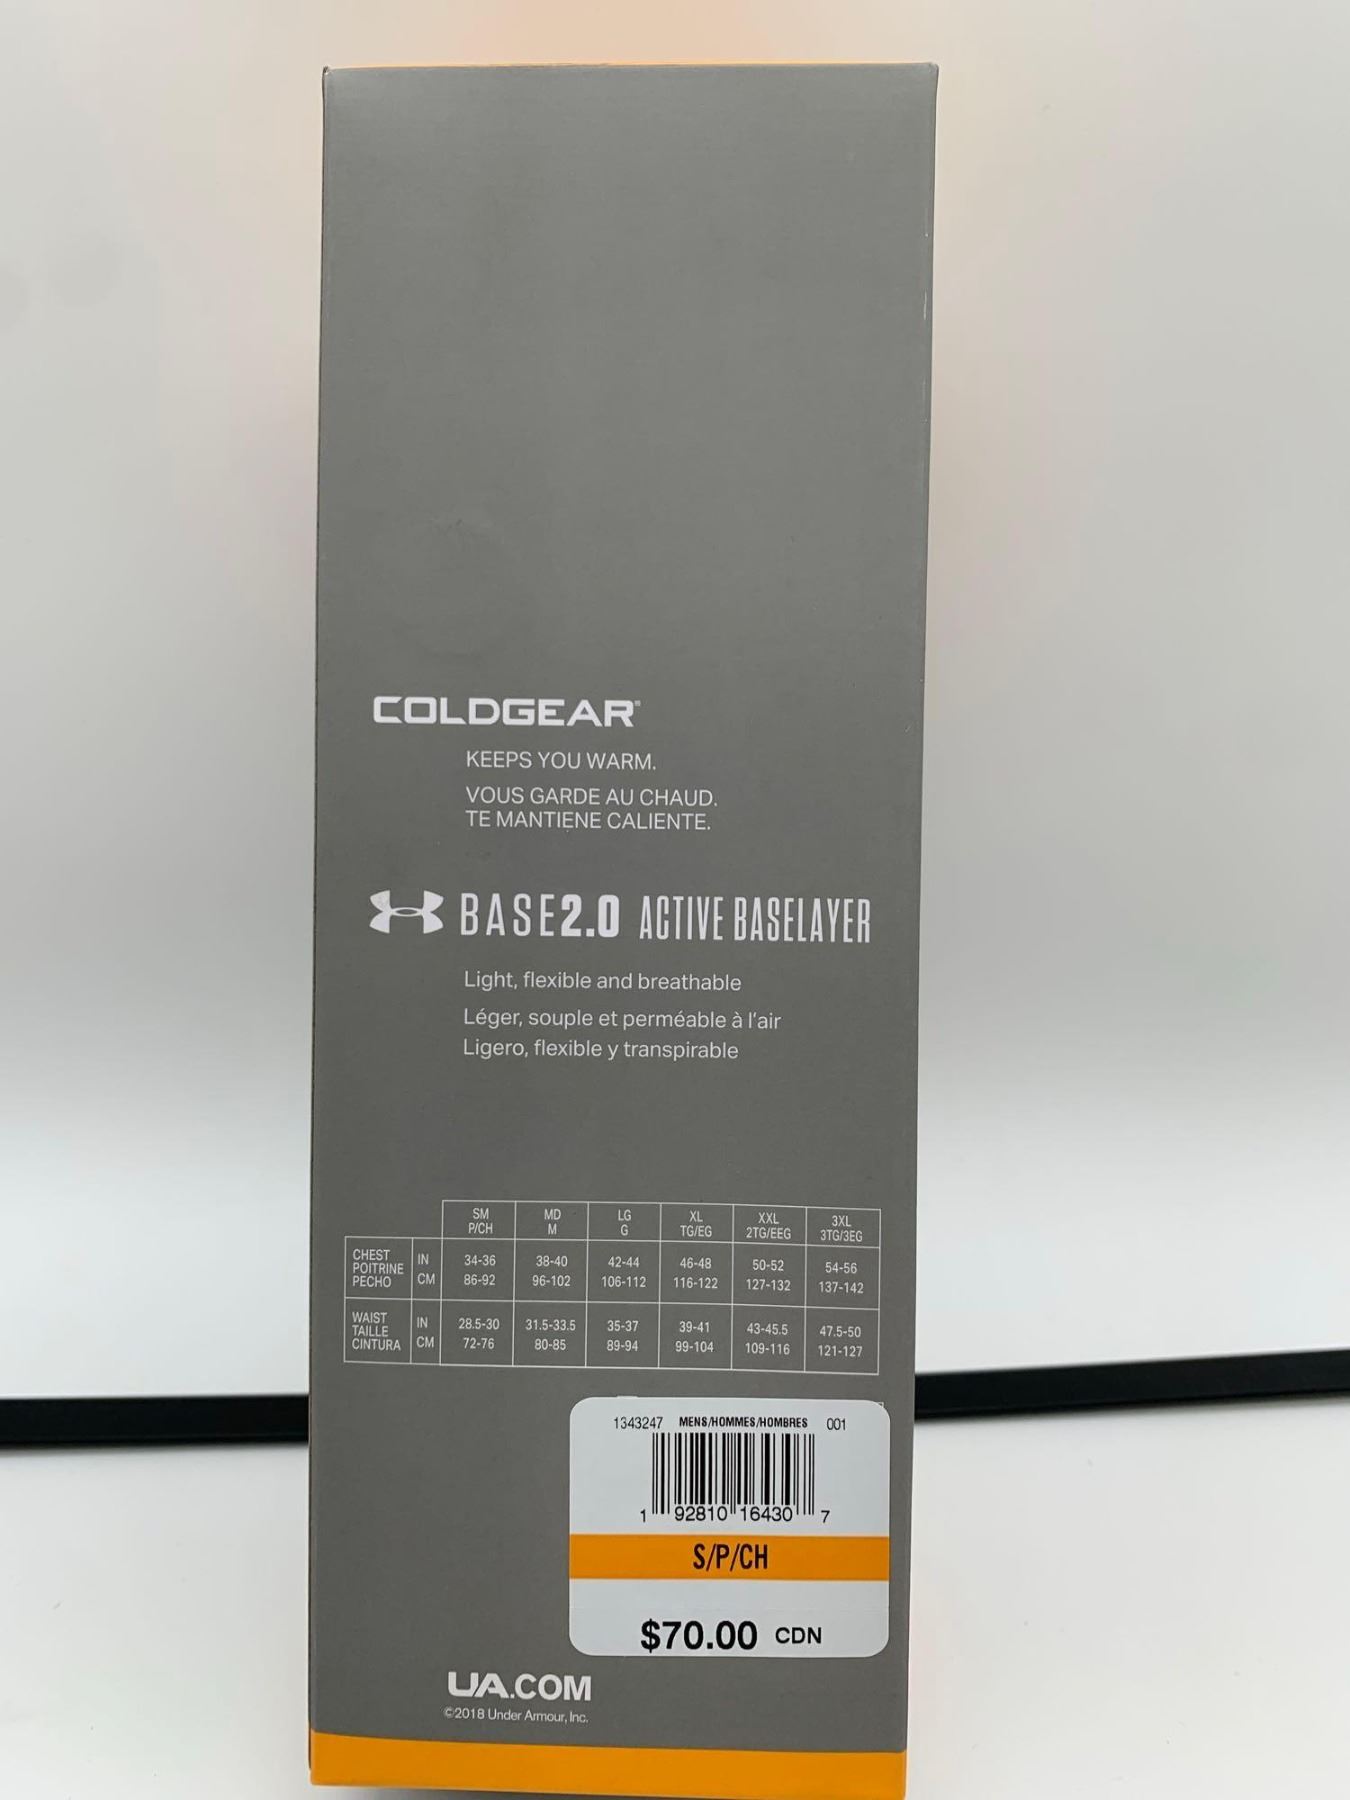 COLDGEAR®
KEEPS YOU WARM.
VOUS GARDE AU CHAUD.
TE MANTIENE CALIENTE.
BASE2.0 ACTIVE BASELAYER
Light, flexible and breathable
Léger, souple et perméable à l'air
Ligero, flexible y transpirable
SM MD LG XL XXL 3XL
P/CH M G TG/EG 2TG/EEG 3TG/3EG
CHEST
POITRINE
PECHO
IN 34-36 38-40 42-44 46-48 50-52 54-56
CM 86-92 96-102 106-112 116-122 127-132 137-142
WAIST
TAILLE
CINTURA
IN 28.5-30 31.5-33.5 35-37 39-41 43-45.5 47.5-50
CM 72-76 80-85 89-94 99-104 109-116 121-127
1343247 MENS/HOMMES/HOMBRES 001
1 92810 16430 7
S/P/CH
$70.00 CDN
UA.COM
©2018 Under Armour, Inc.